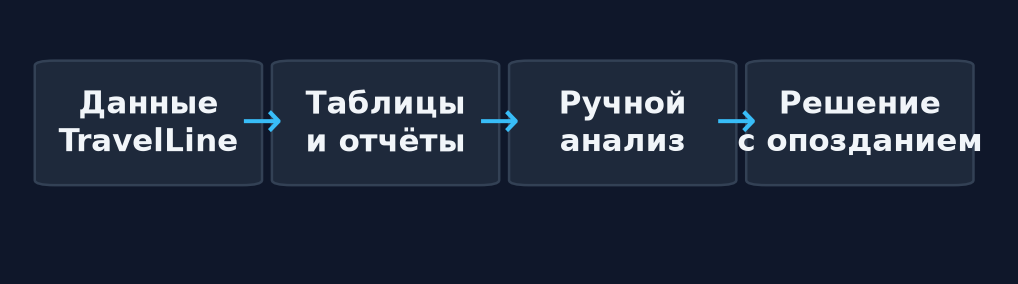 Данные
TravelLine
→
Таблицы
и отчёты
→
Ручной
анализ
→
Решение
с опозданием